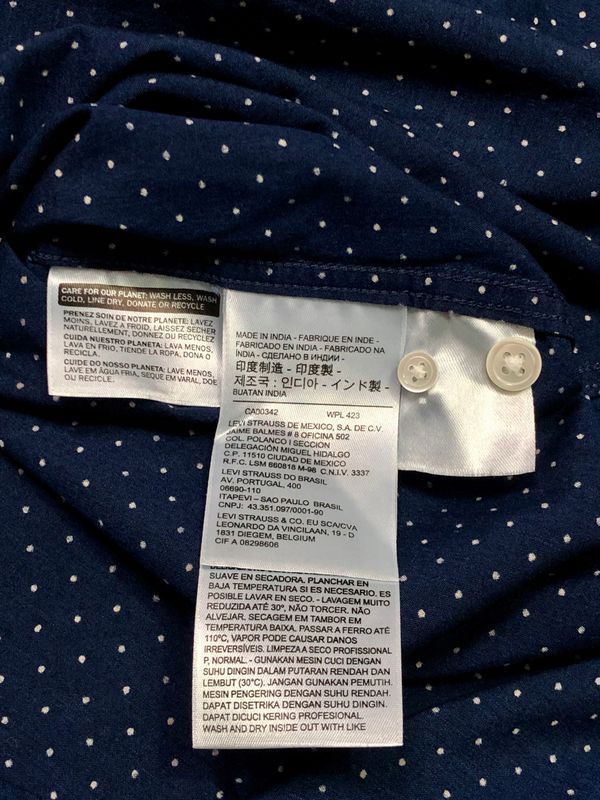 CARE FOR OUR PLANET: WASH LESS, WASH
COLD, LINE DRY, DONATE OR RECYCLE
PRENEZ SOIN DE NOTRE PLANETE: LAVEZ
MOINS, LAVEZ A FROID, LAISSEZ SECHER
NATURELLEMENT, DONNEZ OU RECYCLEZ
CUIDA NUESTRO PLANETA: LAVA MENOS,
LAVA EN FRIO, TIENDE LA ROPA, DONA O
RECICLA.
CUIDE DO NOSSO PLANETA: LAVE MENOS,
LAVE EM ÁGUA FRIA, SEQUE EM VARAL, DOE
OU RECICLE.
MADE IN INDIA - FABRIQUE EN INDE -
FABRICADO EN INDIA - FABRICADO NA
ÍNDIA - СДЕЛАНО В ИНДИИ -
印度制造 - 印度製 -
제조국 : 인디아 - インド製 -
BUATAN INDIA
CA00342 WPL 423
LEVI STRAUSS DE MEXICO, S.A. DE C.V.
JAIME BALMES # 8 OFICINA 502
COL. POLANCO I SECCION
DELEGACIÓN MIGUEL HIDALGO
C.P. 11510 CIUDAD DE MEXICO
R.F.C. LSM 660818 M-98 C.N.I.V. 3337
LEVI STRAUSS DO BRASIL
AV. PORTUGAL, 400
06690-110
ITAPEVI – SAO PAULO BRASIL
CNPJ: 43.351.097/0001-90
LEVI STRAUSS & CO. EU SCA/CVA
LEONARDO DA VINCILAAN, 19 - D
1831 DIEGEM, BELGIUM
CIF A 08298606
SUAVE EN SECADORA. PLANCHAR EN
BAJA TEMPERATURA SI ES NECESARIO. ES
POSIBLE LAVAR EN SECO. - LAVAGEM MUITO
REDUZIDA ATÉ 30º, NÃO TORCER. NÃO
ALVEJAR. SECAGEM EM TAMBOR EM
TEMPERATURA BAIXA. PASSAR A FERRO ATÉ
110ºC, VAPOR PODE CAUSAR DANOS
IRREVERSÍVEIS. LIMPEZA A SECO PROFISSIONAL
P, NORMAL. - GUNAKAN MESIN CUCI DENGAN
SUHU DINGIN DALAM PUTARAN RENDAH DAN
LEMBUT (30°C). JANGAN GUNAKAN PEMUTIH.
MESIN PENGERING DENGAN SUHU RENDAH.
DAPAT DISETRIKA DENGAN SUHU DINGIN.
DAPAT DICUCI KERING PROFESIONAL.
WASH AND DRY INSIDE OUT WITH LIKE